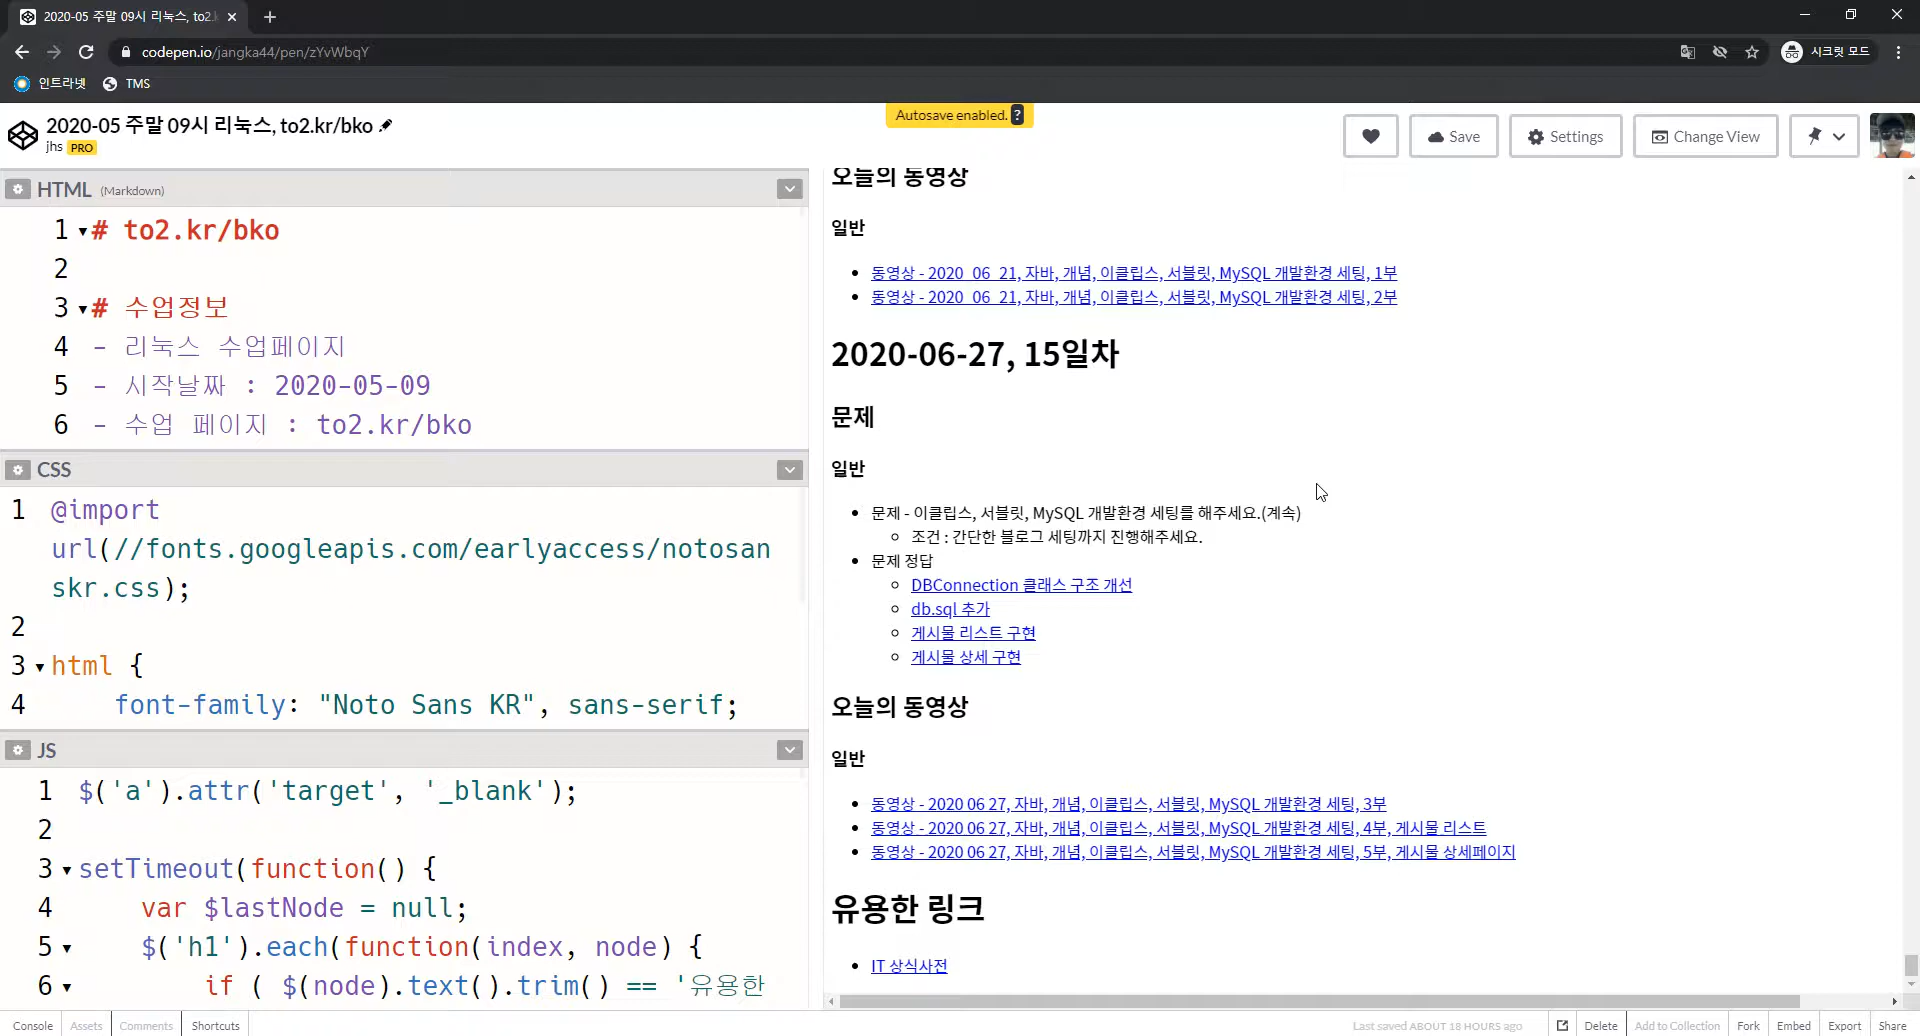 2020-05 주말 09시 리눅스, to2.k
codepen.io/jangka44/pen/zYvWbqY
시크릿 모드
인트라넷
TMS
2020-05 주말 09시 리눅스, to2.kr/bko
jhs PRO
Autosave enabled. ?
Save
Settings
Change View
HTML (Markdown)
1 # to2.kr/bko
2
3 # 수업정보
4 - 리눅스 수업페이지
5 - 시작날짜 : 2020-05-09
6 - 수업 페이지 : to2.kr/bko
CSS
1 @import
url(//fonts.googleapis.com/earlyaccess/notosan
skr.css);
2
3 html {
4 font-family: "Noto Sans KR", sans-serif;
JS
1 $('a').attr('target', '_blank');
2
3 setTimeout(function() {
4 var $lastNode = null;
5 $('h1').each(function(index, node) {
6 if ( $(node).text().trim() == '유용한
오늘의 동영상
일반
동영상 - 2020_06_21, 자바, 개념, 이클립스, 서블릿, MySQL 개발환경 세팅, 1부
동영상 - 2020_06_21, 자바, 개념, 이클립스, 서블릿, MySQL 개발환경 세팅, 2부
2020-06-27, 15일차
문제
일반
문제 - 이클립스, 서블릿, MySQL 개발환경 세팅를 해주세요.(계속)
조건 : 간단한 블로그 세팅까지 진행해주세요.
문제 정답
DBConnection 클래스 구조 개선
db.sql 추가
게시물 리스트 구현
게시물 상세 구현
오늘의 동영상
일반
동영상 - 2020 06 27, 자바, 개념, 이클립스, 서블릿, MySQL 개발환경 세팅, 3부
동영상 - 2020 06 27, 자바, 개념, 이클립스, 서블릿, MySQL 개발환경 세팅, 4부, 게시물 리스트
동영상 - 2020 06 27, 자바, 개념, 이클립스, 서블릿, MySQL 개발환경 세팅, 5부, 게시물 상세페이지
유용한 링크
IT 상식사전
Console
Assets
Comments
Shortcuts
Last saved ABOUT 18 HOURS ago
Delete
Add to Collection
Fork
Embed
Export
Share